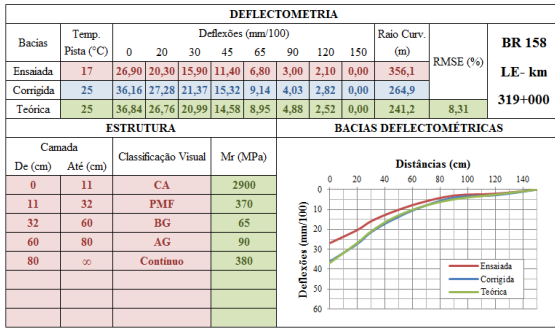 DEFLECTOMETRIA
Bacias Temp. Pista (°C) Deflexões (mm/100) Raio Curv. (m) RMSE (%) BR 158 LE- km 319+000
0 20 30 45 65 90 120 150
Ensaiada 17 26,90 20,30 15,90 11,40 6,80 3,00 2,10 0,00 356,1
Corrigida 25 36,16 27,28 21,37 15,32 9,14 4,03 2,82 0,00 264,9
Teórica 25 36,84 26,76 20,99 14,58 8,95 4,88 2,52 0,00 241,2 8,31
ESTRUTURA
Camada Classificação Visual Mr (MPa)
De (cm) Até (cm)
0 11 CA 2900
11 32 PMF 370
32 60 BG 65
60 80 AG 90
80 ∞ Contínuo 380
BACIAS DEFLECTOMÉTRICAS
Distâncias (cm)
0 20 40 60 80 100 120 140
Deflexões (mm/100)
0
10
20
30
40
50
60
Ensaiada
Corrigida
Teórica